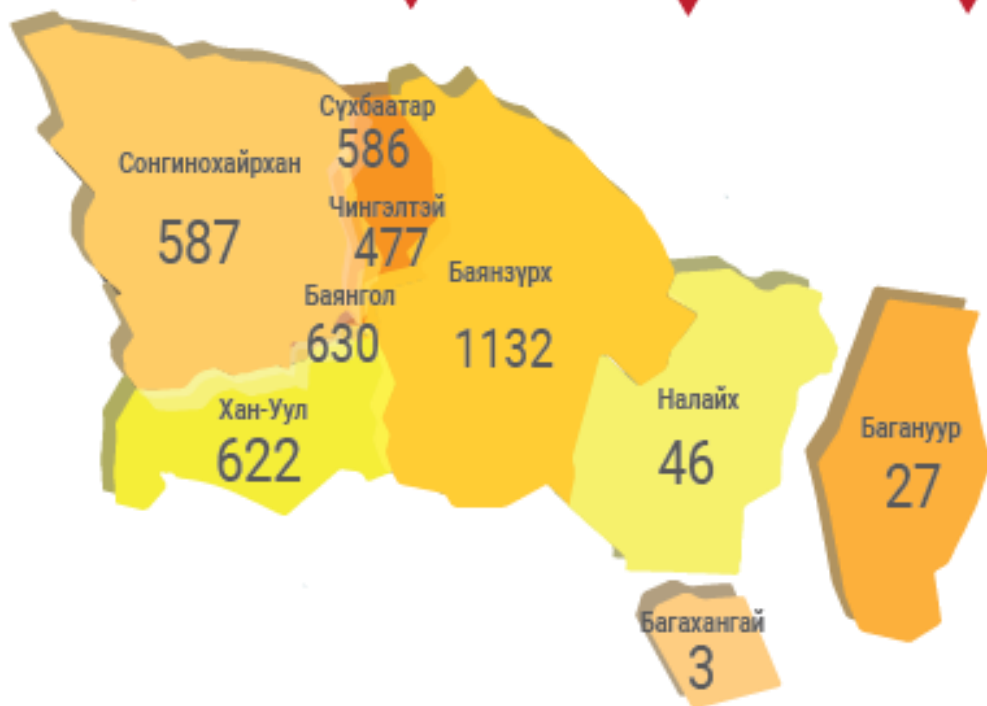 Сүхбаатар
586
Сонгинохайрхан
587
Чингэлтэй
477
Баянзүрх
1132
Баянгол
630
Хан-Уул
622
Налайх
46
Багануур
27
Багахангай
3